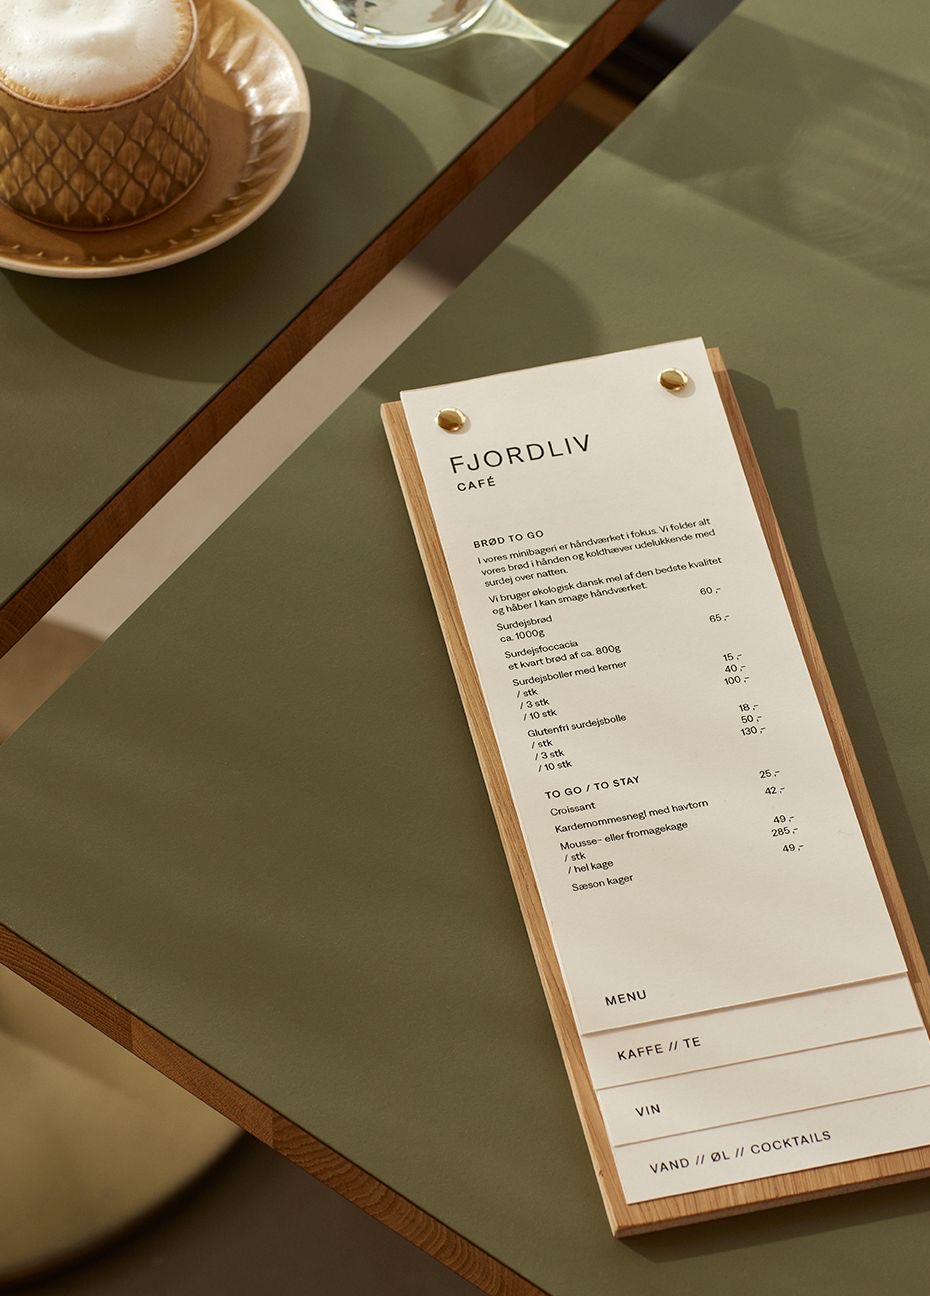 FJORDLIV
CAFÉ
BRØD TO GO
I vores minibageri er håndværket i fokus. Vi folder alt
vores brød i hånden og koldhæver udelukkende med
surdej over natten.
Vi bruger økologisk dansk mel af den bedste kvalitet
og håber I kan smage håndværket.
Surdejsbrød 60 ,-
ca. 1000g
Surdejsfoccacia 65 ,-
et kvart brød af ca. 800g
Surdejsboller med kerner
/ stk 15 ,-
/ 3 stk 40 ,-
/ 10 stk 100 ,-
Glutenfri surdejsbolle
/ stk 18 ,-
/ 3 stk 50 ,-
/ 10 stk 130 ,-
TO GO / TO STAY
Croissant 25 ,-
Kardemommesnegl med havtorn 42 ,-
Mousse- eller fromagekage
/ stk 49 ,-
/ hel kage 285,-
Sæson kager 49 ,-
MENU
KAFFE // TE
VIN
VAND // ØL // COCKTAILS